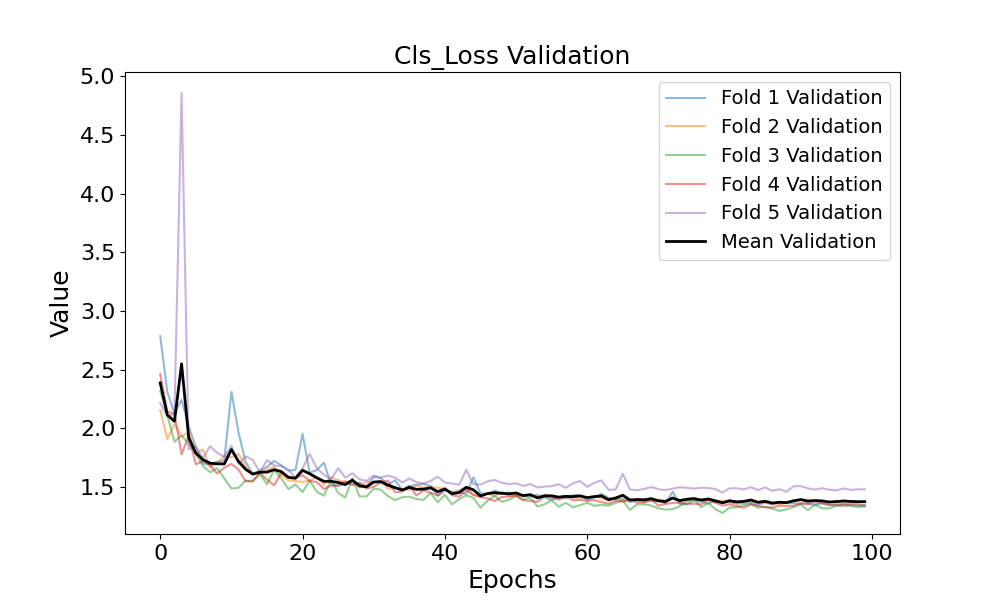 Cls_Loss Validation
5.0
4.5
4.0
3.5
3.0
2.5
2.0
1.5
Value
Fold 1 Validation
Fold 2 Validation
Fold 3 Validation
Fold 4 Validation
Fold 5 Validation
Mean Validation
0 20 40 60 80 100
Epochs